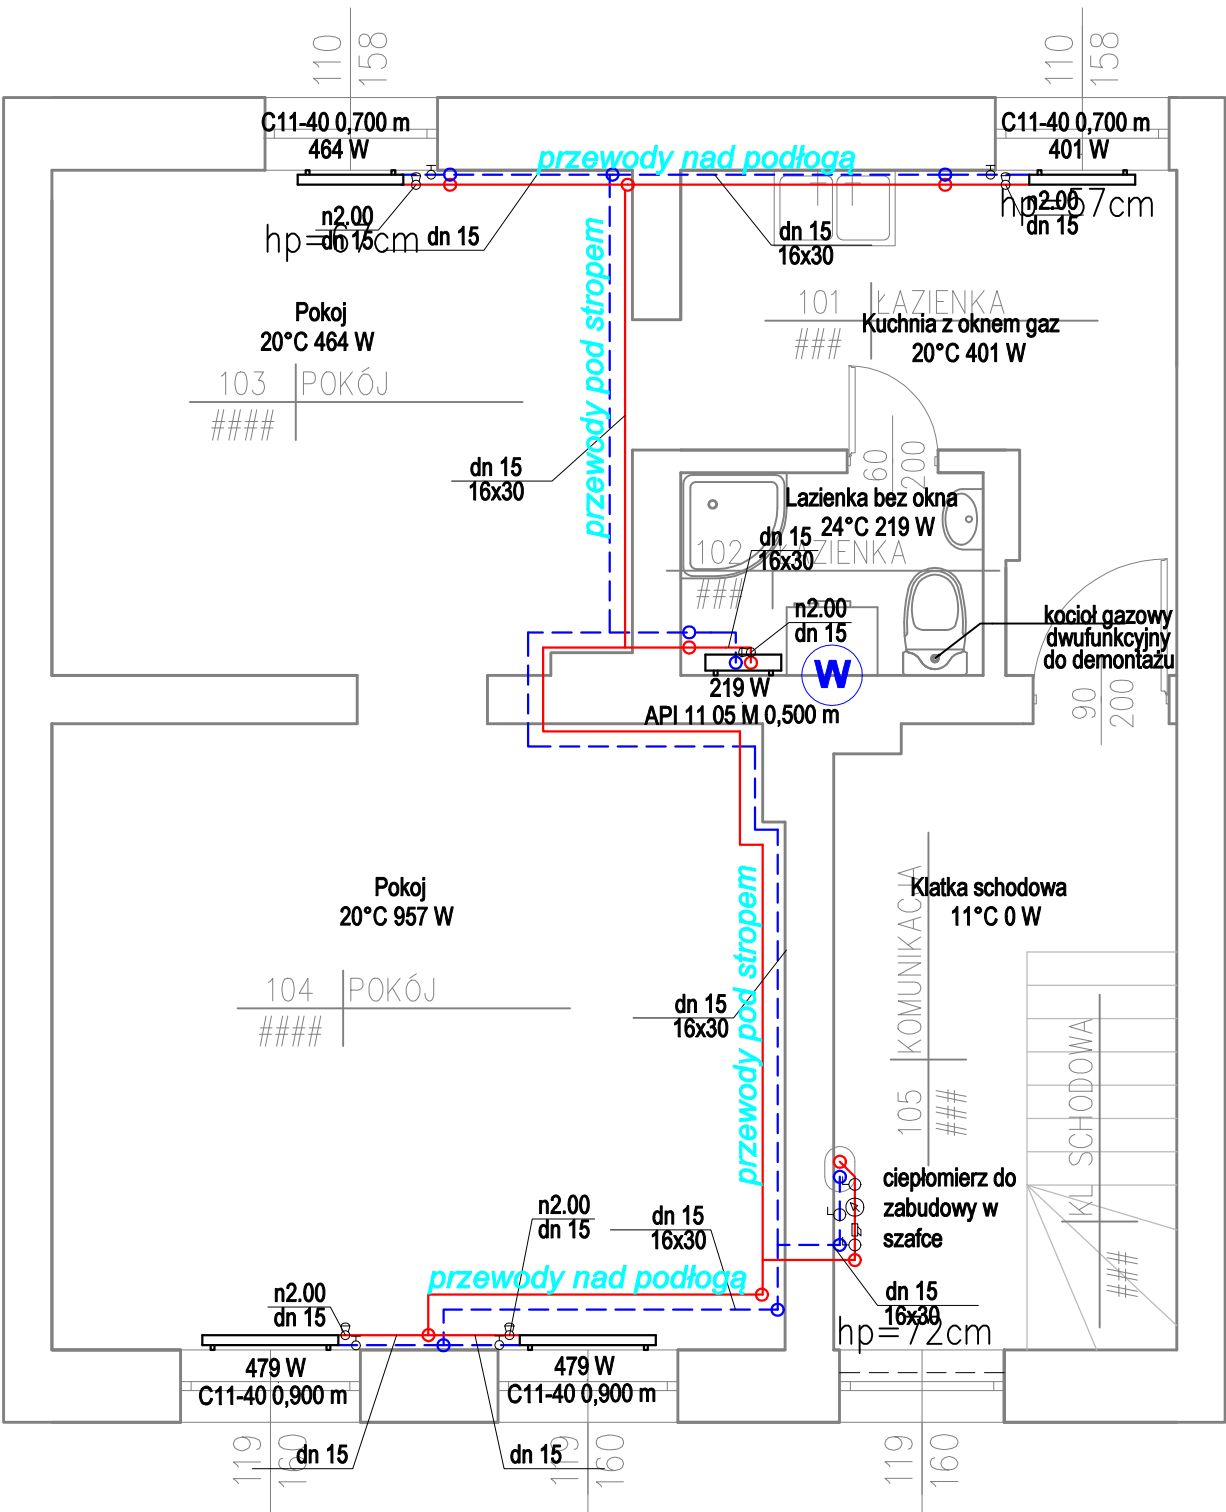 110
158
110
158
C11-40 0,700 m
464 W
C11-40 0,700 m
401 W
przewody nad podłogą
n2.00
dn 15
hp=67cm
dn 15
dn 15
16x30
n2.00
dn 15
hp=57cm
przewody pod stropem
Pokoj
20°C 464 W
103 POKÓJ
####
101 ŁAZIENKA
###
Kuchnia z oknem gaz
20°C 401 W
dn 15
16x30
60
200
Lazienka bez okna
24°C 219 W
dn 15
16x30
102 ŁAZIENKA
###
n2.00
dn 15
kocioł gazowy
dwufunkcyjny
do demontażu
W
219 W
API 11 05 M 0,500 m
90
200
Pokoj
20°C 957 W
104 POKÓJ
####
przewody pod stropem
dn 15
16x30
Klatka schodowa
11°C 0 W
105 KOMUNIKACJA
###
KL. SCHODOWA
###
ciepłomierz do
zabudowy w
szafce
n2.00
dn 15
dn 15
16x30
przewody nad podłogą
n2.00
dn 15
dn 15
16x30
hp=72cm
479 W
C11-40 0,900 m
479 W
C11-40 0,900 m
119
160
dn 15
119
160
dn 15
119
160